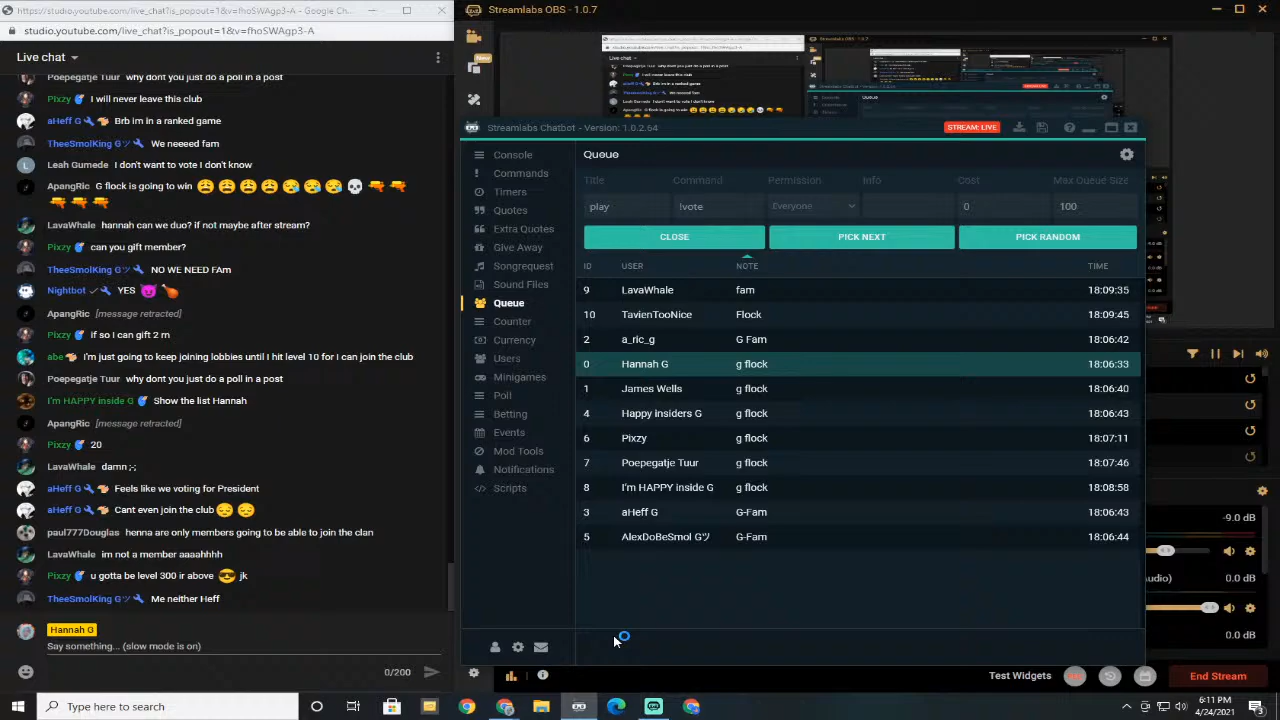 https://studio.youtube.com/live_chat?is_popout=1&v=fhoSWAgp3-A - Google Ch...
studio.youtube.com/live_chat?is_popout=1&v=fhoSWAgp3-A
chat
Poepegatje Tuur why dont you do a poll in a post
Pixzy I will never leave this club
aHeff G 6th im in a ranked game
TheeSmolKing Gツ We need fam
Leah Gumede I don't want to vote I don't know
ApangRic G flock is going to win 😩😩😩😩😥😥😥💀🔫🔫
🔫🔫🔫
LavaWhale hannah can we duo? if not maybe after stream?
Pixzy can you gift members
TheeSmolKing Gツ NO WE NEED FAm
Nightbot YES 😈🍗
ApangRic [message retracted]
Pixzy if so I can gift 2 m
abe I'm just going to keep joining lobbies until I hit level 10 for I can join the club
Poepegatje Tuur why dont you just do a poll in a post
I'm HAPPY inside G Show the list Hannah
ApangRic [message retracted]
Pixzy 20
LavaWhale damn ;-;
aHeff G Feels like we voting for President
aHeff G Cant even join the club 😔😔
paul777Douglas henna are only members of going to be able to join the clan
LavaWhale im not a member aaaahhhh
Pixzy u gotta be level 300 ir above 😎 jk
TheeSmolKing Gツ Me neither Heff
Hannah G
Say something... (slow mode is on)
0/200
Streamlabs OBS - 1.0.7
Streamlabs Chatbot - Version: 1.0.2.64
STREAM: LIVE
Console
Commands
Timers
Quotes
Extra Quotes
Give Away
Songrequest
Sound Files
Queue
Counter
Currency
Users
Minigames
Poll
Betting
Events
Mod Tools
Notifications
Scripts
Queue
Title Command Permission Info Cost Max Queue Size
play !vote Everyone 0 100
CLOSE PICK NEXT PICK RANDOM
ID USER NOTE TIME
9 LavaWhale fam 18:09:35
10 TavienTooNice Flock 18:09:45
2 a_ric_g G Fam 18:06:42
0 Hannah G g flock 18:06:33
1 James Wells g flock 18:06:40
4 Happy insiders G g flock 18:06:43
6 Pixzy g flock 18:07:11
7 Poepegatje Tuur g flock 18:07:46
8 I'm HAPPY inside G g flock 18:08:58
3 aHeff G G-Fam 18:06:43
5 AlexDoBeSmol Gツ G-Fam 18:06:44
-9.0 dB
udio) 0.0 dB
0.0 dB
Test Widgets
End Stream
Type here to search
6:11 PM
4/24/2021